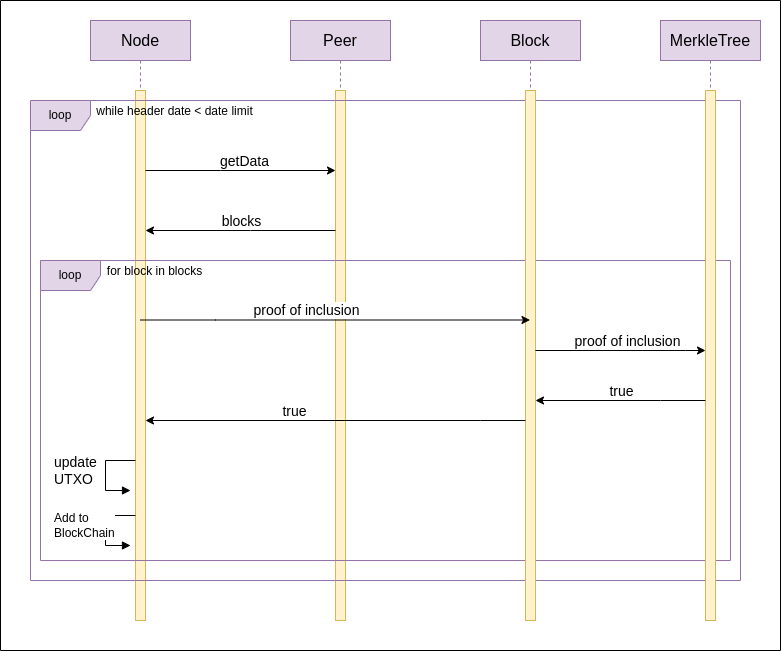 Node
Peer
Block
MerkleTree
loop
while header date < date limit
getData
blocks
loop
for block in blocks
proof of inclusion
proof of inclusion
true
true
update
UTXO
Add to
BlockChain